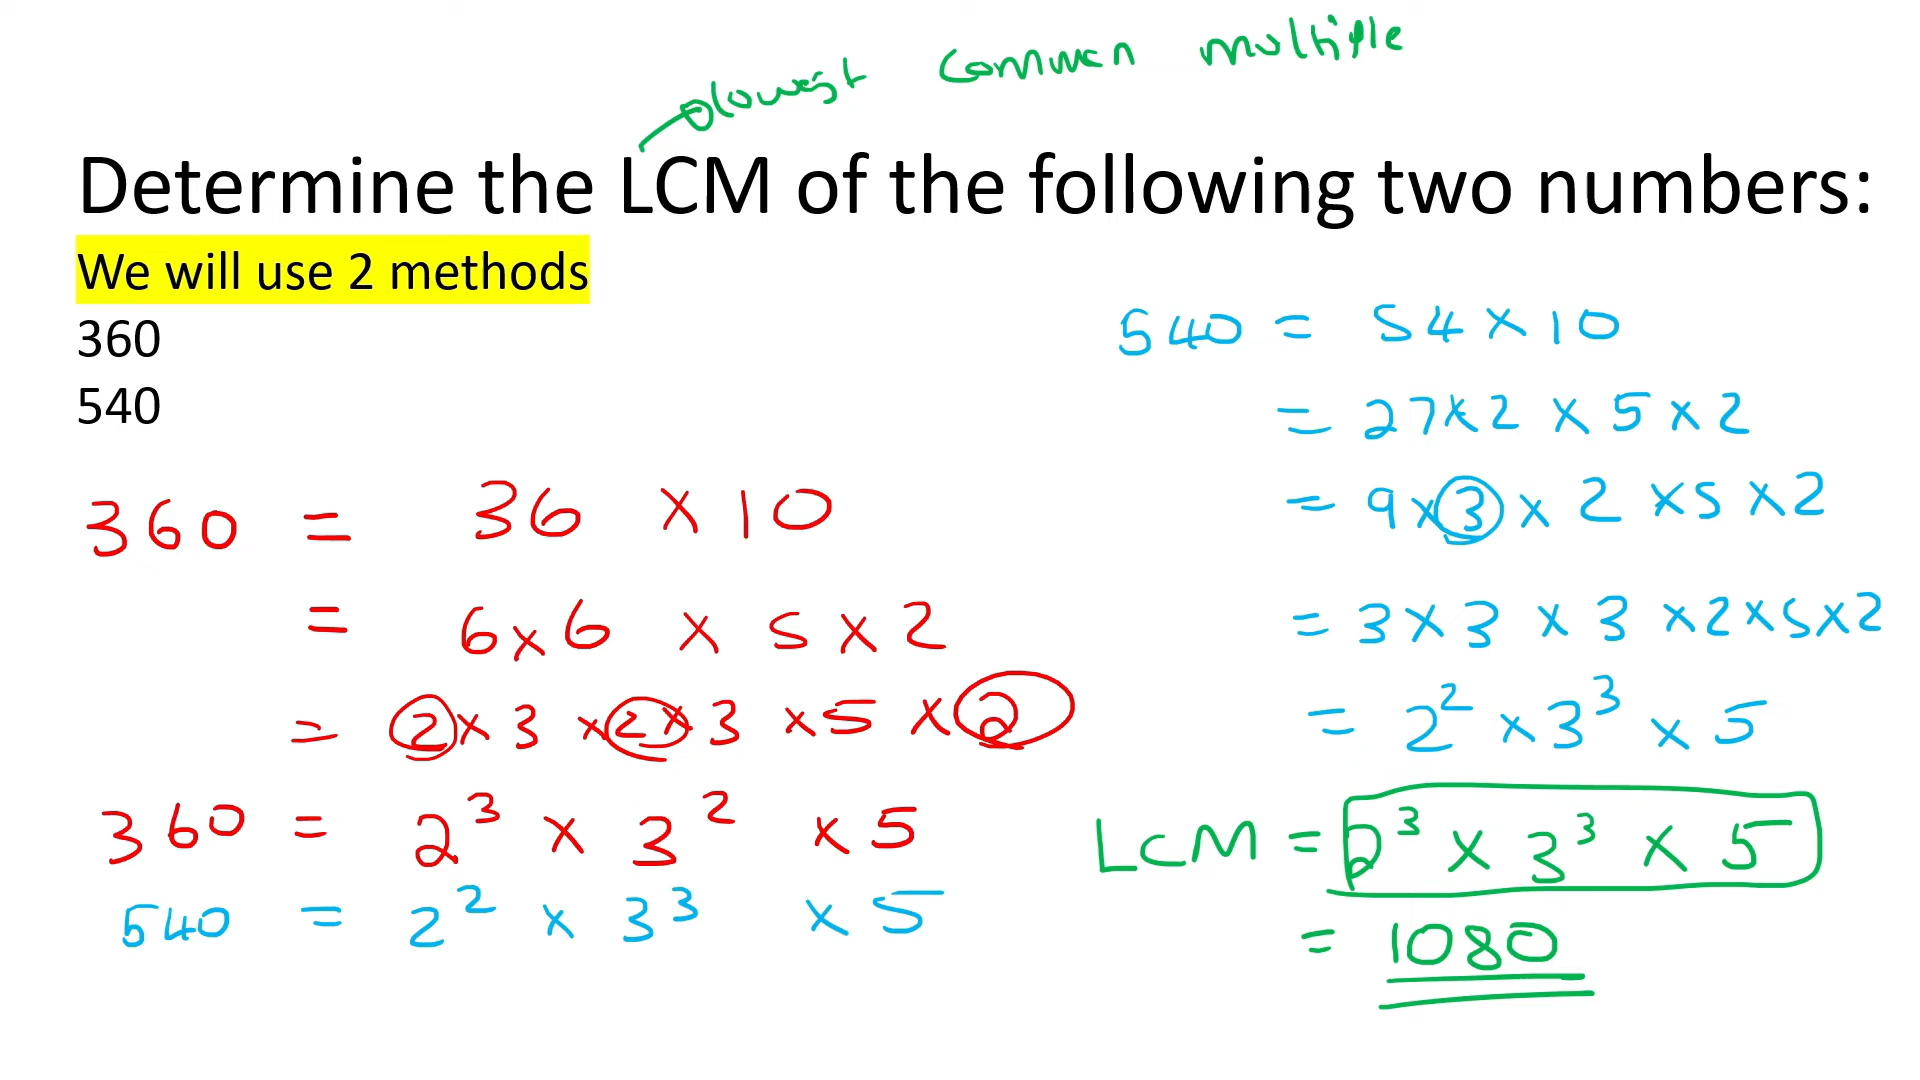 lowest common multiple
Determine the LCM of the following two numbers:
We will use 2 methods
360
540
360 = 36 × 10
= 6 × 6 × 5 × 2
= 2 × 3 × 2 × 3 × 5 × 2
360 = 2³ × 3² × 5
540 = 2² × 3³ × 5
540 = 54 × 10
= 27 × 2 × 5 × 2
= 9 × 3 × 2 × 5 × 2
= 3 × 3 × 3 × 2 × 5 × 2
= 2² × 3³ × 5
LCM = 2³ × 3³ × 5
= 1080